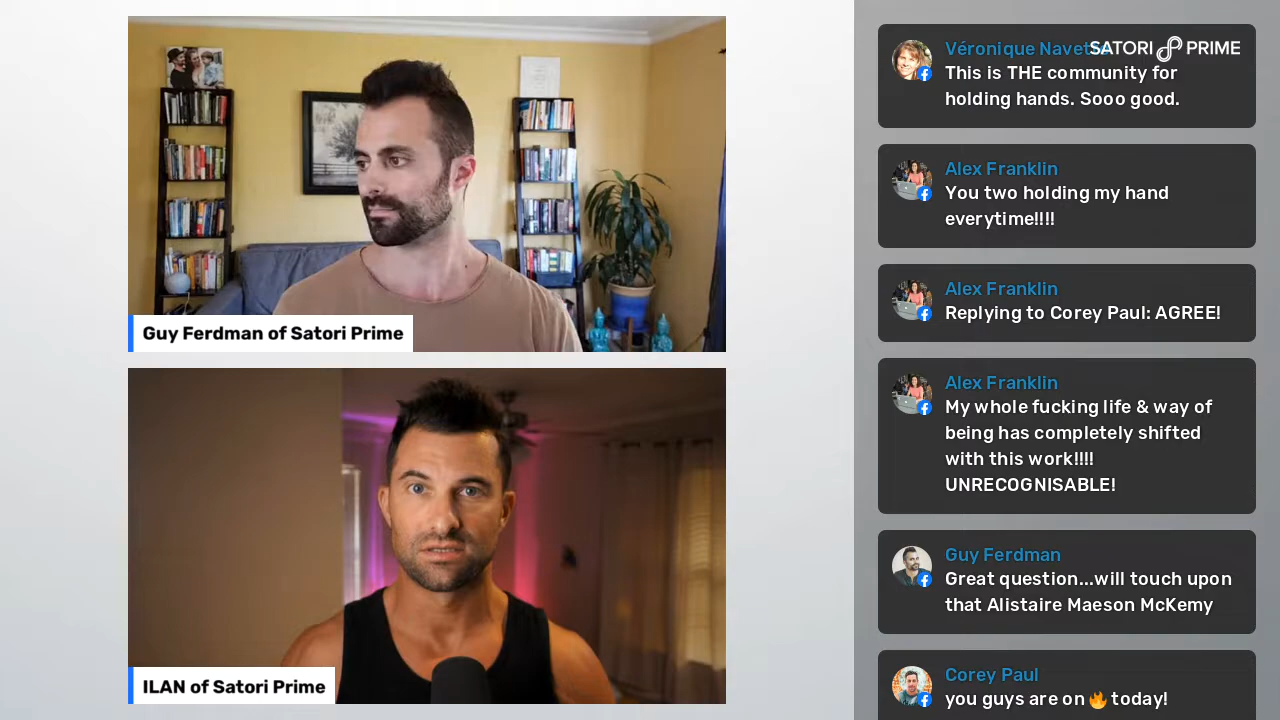 Guy Ferdman of Satori Prime
ILAN of Satori Prime
SATORI PRIME
Véronique
This is THE community for
holding hands. Sooo good.
Alex Franklin
You two holding my hand
everytime!!!!
Alex Franklin
Replying to Corey Paul: AGREE!
Alex Franklin
My whole fucking life & way of
being has completely shifted
with this work!!!!
UNRECOGNISABLE!
Guy Ferdman
Great question...will touch upon
that Alistaire Maeson McKemy
Corey Paul
you guys are on 🔥 today!